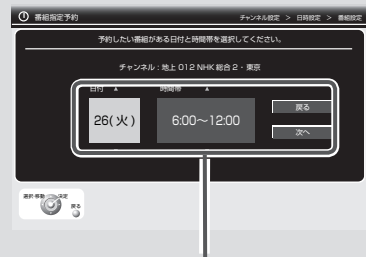 番組指定予約
チャンネル設定 > 日時設定 > 番組設定
予約したい番組がある日付と時間帯を選択してください。
チャンネル : 地上 012 NHK 総合 2・東京
日付 ▲ 時間帯 ▲
26( 火 ) 6:00〜12:00
戻る
次へ
選択·移動 決定
戻る